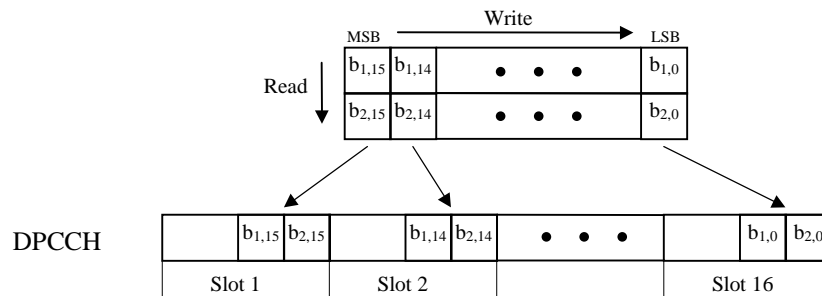 Write
MSB LSB
b1,15 b1,14 • • • b1,0
Read
b2,15 b2,14 • • • b2,0
DPCCH b1,15 b2,15 b1,14 b2,14 • • • b1,0 b2,0
Slot 1 Slot 2 Slot 16